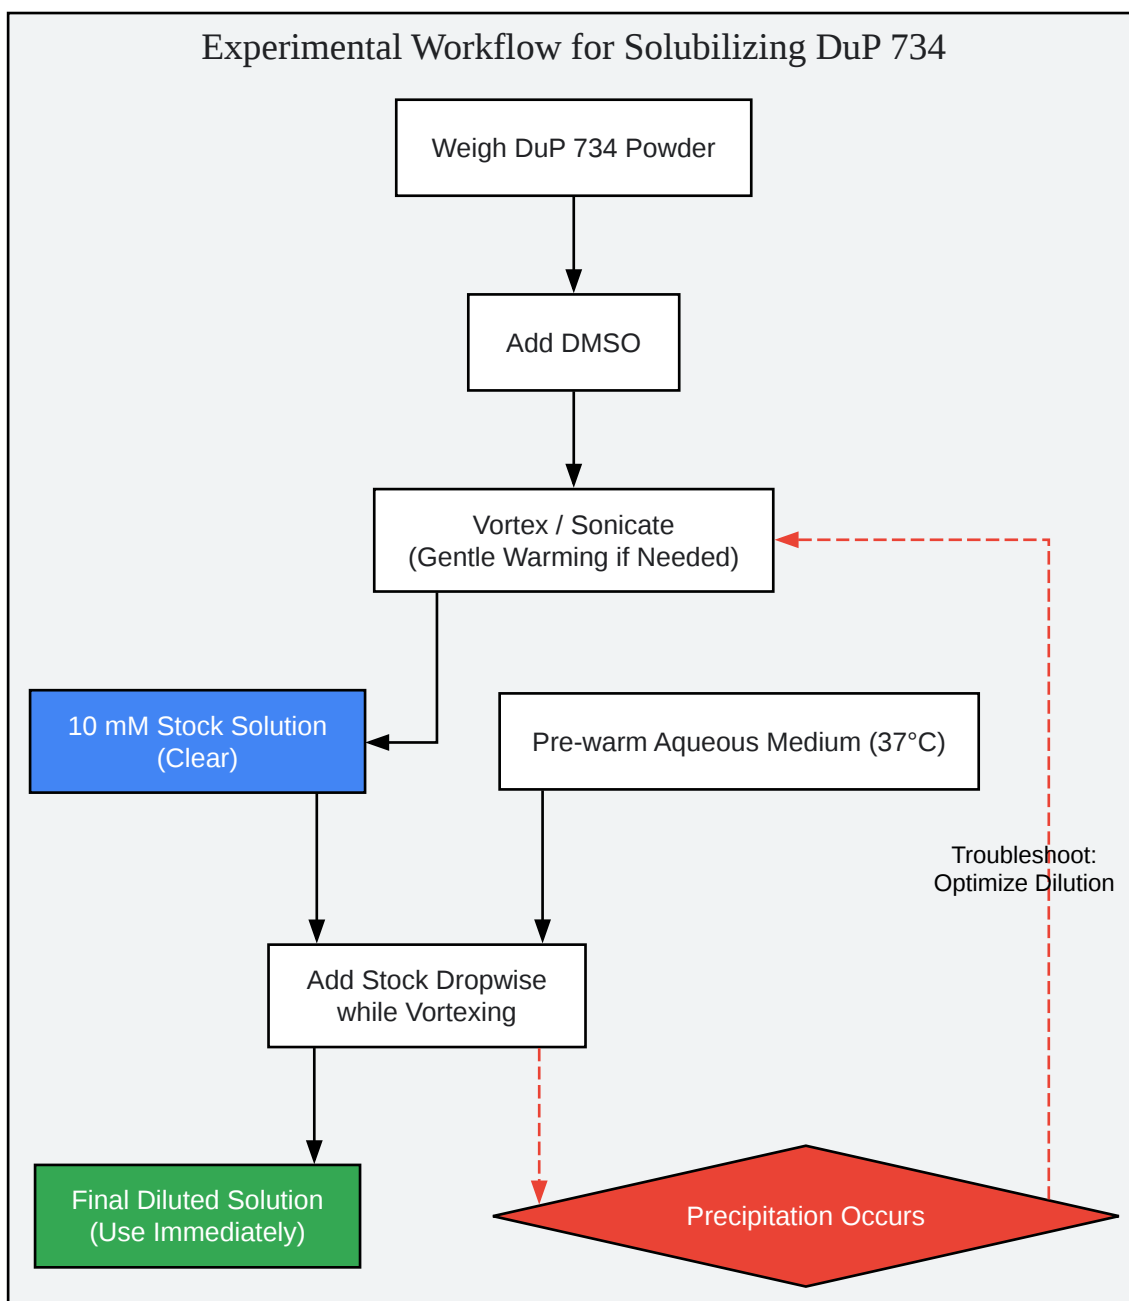 Experimental Workflow for Solubilizing DuP 734
Weigh DuP 734 Powder
Add DMSO
Vortex / Sonicate
(Gentle Warming if Needed)
10 mM Stock Solution
(Clear)
Pre-warm Aqueous Medium (37°C)
Troubleshoot:
Optimize Dilution
Add Stock Dropwise
while Vortexing
Final Diluted Solution
(Use Immediately)
Precipitation Occurs